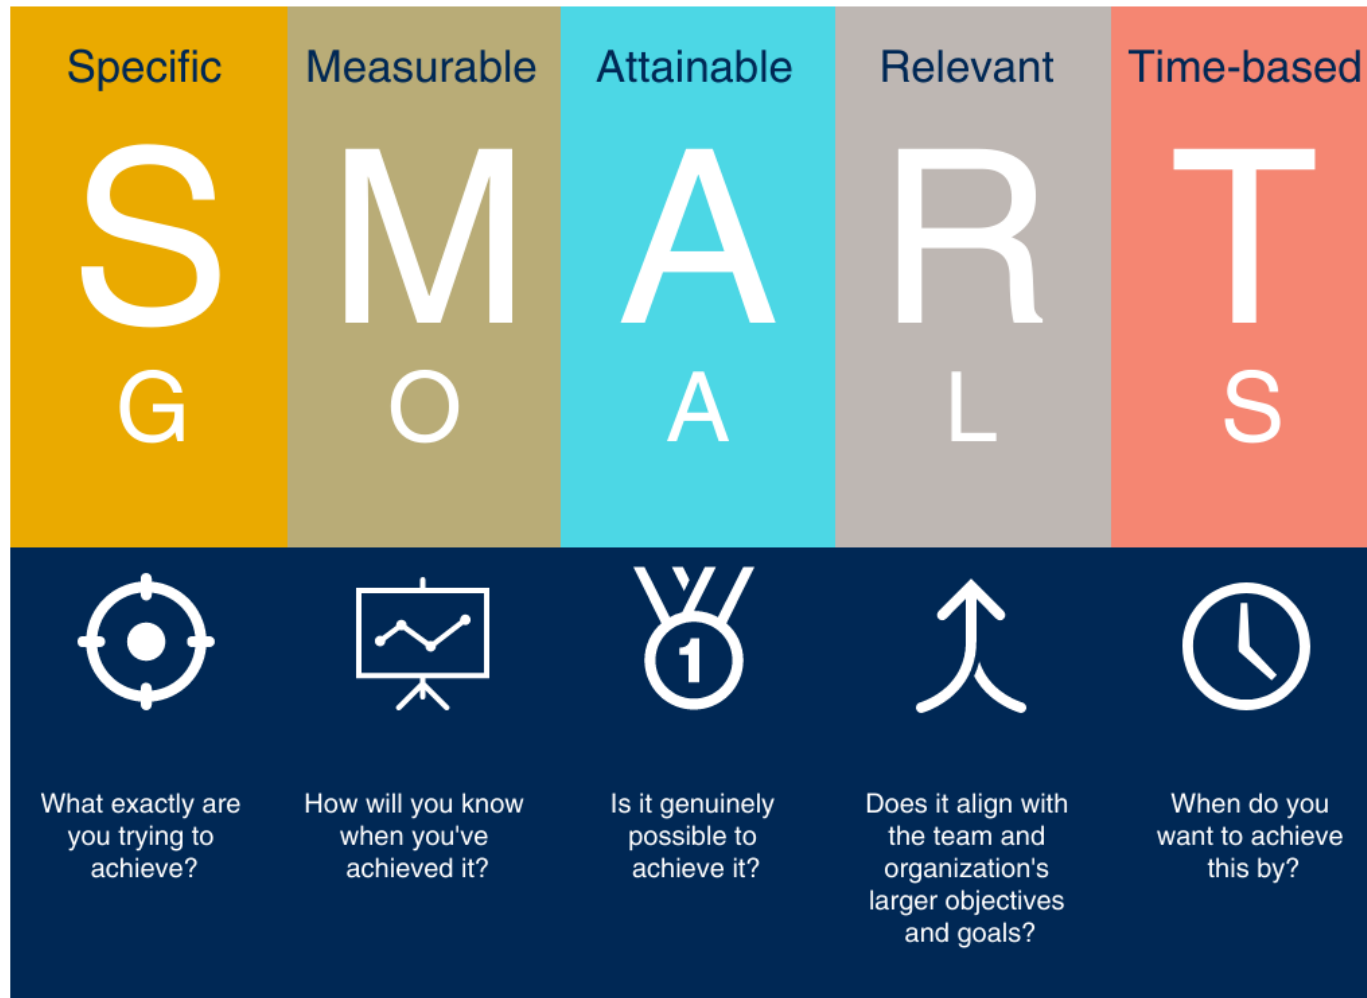 Specific
Measurable
Attainable
Relevant
Time-based
S
M
A
R
T
G
O
A
L
S
1
What exactly are
you trying to
achieve?
How will you know
when you've
achieved it?
Is it genuinely
possible to
achieve it?
Does it align with
the team and
organization's
larger objectives
and goals?
When do you
want to achieve
this by?